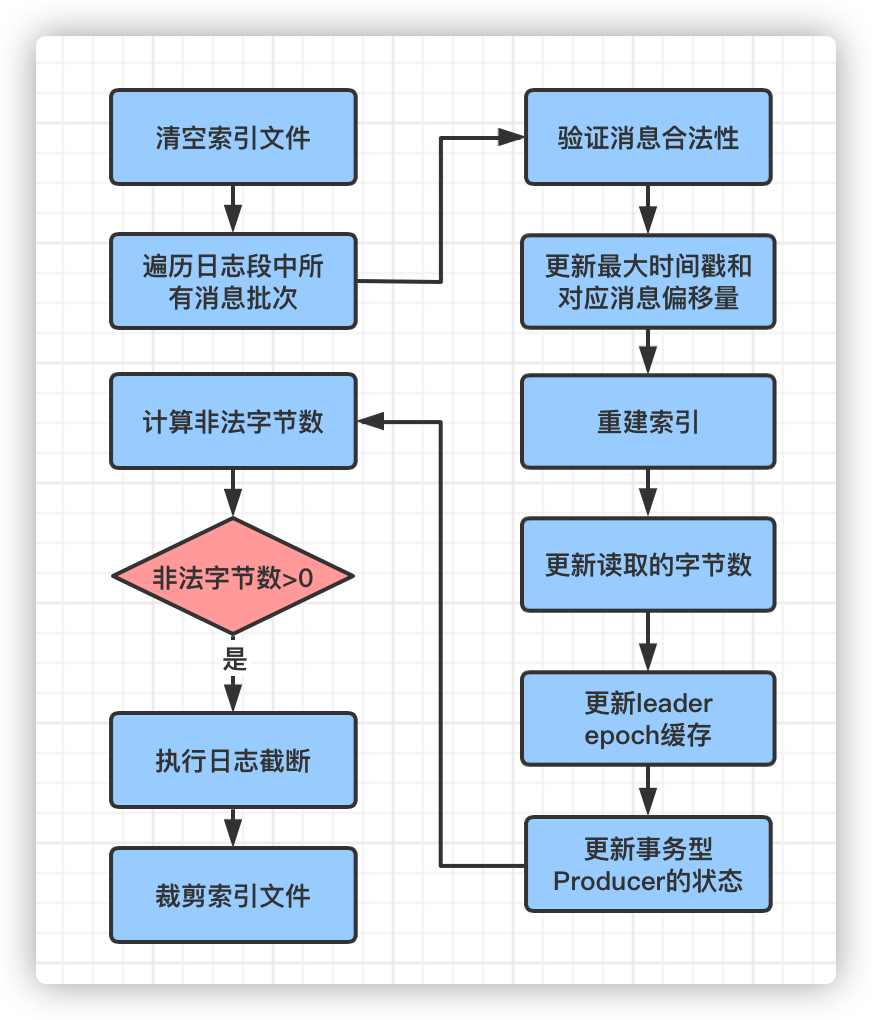 清空索引文件
遍历日志段中所
有消息批次
验证消息合法性
更新最大时间戳和
对应消息偏移量
重建索引
更新读取的字节数
更新leader
epoch缓存
更新事务型
Producer的状态
计算非法字节数
非法字节数>0
是
执行日志截断
裁剪索引文件